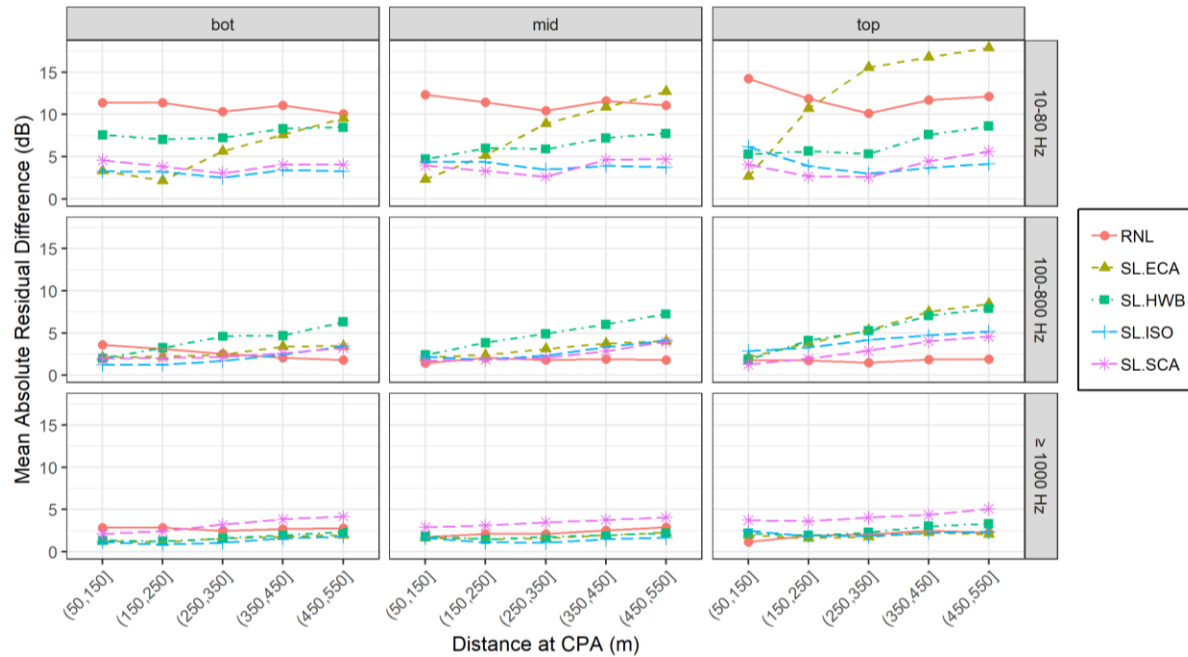 bot mid top
Mean Absolute Residual Difference (dB)
15
10
5
0
10-80 Hz
15
10
5
0
100-800 Hz
15
10
5
0
≥ 1000 Hz
(50,150] (150,250] (250,350] (350,450] (450,550] (50,150] (150,250] (250,350] (350,450] (450,550] (50,150] (150,250] (250,350] (350,450] (450,550]
Distance at CPA (m)
RNL
SL.ECA
SL.HWB
SL.ISO
SL.SCA